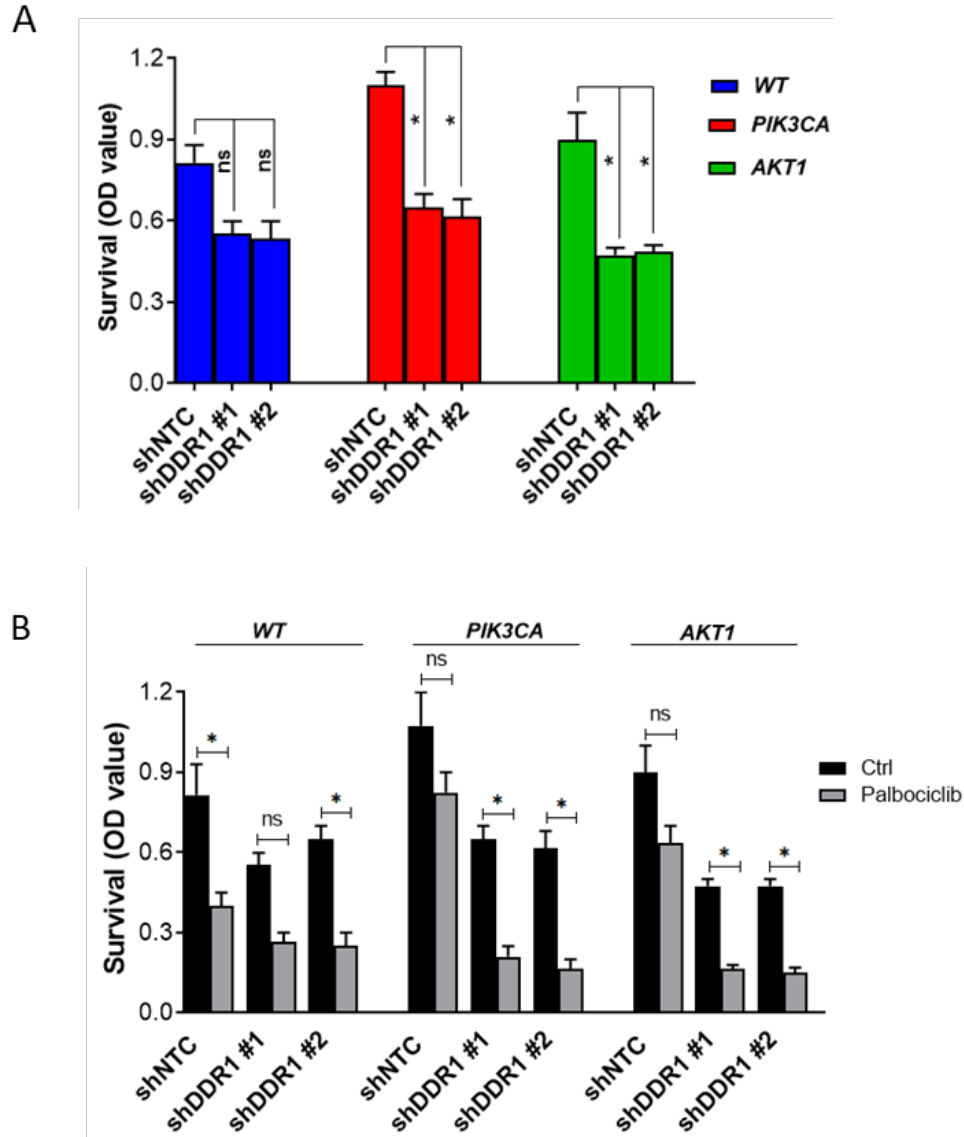 A
Survival (OD value)
1.2
0.9
0.6
0.3
0.0
ns
ns
*
*
*
*
WT
PIK3CA
AKT1
shNTC
shDDR1 #1
shDDR1 #2
shNTC
shDDR1 #1
shDDR1 #2
shNTC
shDDR1 #1
shDDR1 #2
B
WT
PIK3CA
AKT1
Survival (OD value)
1.2
0.9
0.6
0.3
0.0
*
ns
*
ns
*
*
ns
*
*
Ctrl
Palbociclib
shNTC
shDDR1 #1
shDDR1 #2
shNTC
shDDR1 #1
shDDR1 #2
shNTC
shDDR1 #1
shDDR1 #2